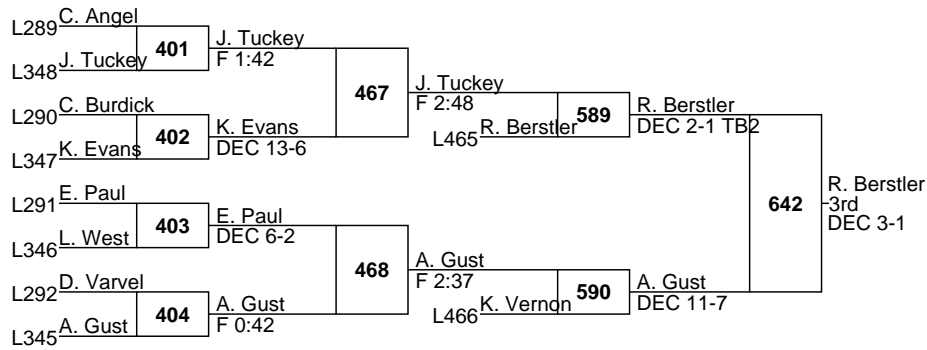 C. Angel
L289
401
J. Tuckey
F 1:42
J. Tuckey
L348
467
J. Tuckey
F 2:48
C. Burdick
L290
402
K. Evans
DEC 13-6
K. Evans
L347
589
R. Berstler
L465
R. Berstler
DEC 2-1 TB2
E. Paul
L291
403
E. Paul
DEC 6-2
L. West
L346
468
A. Gust
F 2:37
D. Varvel
L292
404
A. Gust
F 0:42
A. Gust
L345
590
K. Vernon
L466
A. Gust
DEC 11-7
642
R. Berstler
3rd
DEC 3-1